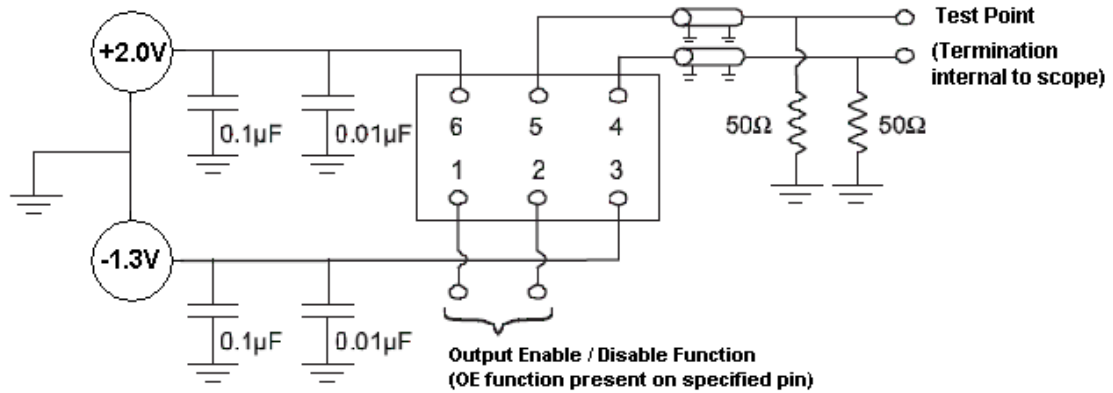 Test Point
+2.0V
(Termination
internal to scope)
0.1µF
0.01µF
6 5 4
50Ω
50Ω
1 2 3
-1.3V
0.1µF
0.01µF
Output Enable / Disable Function
(OE function present on specified pin)